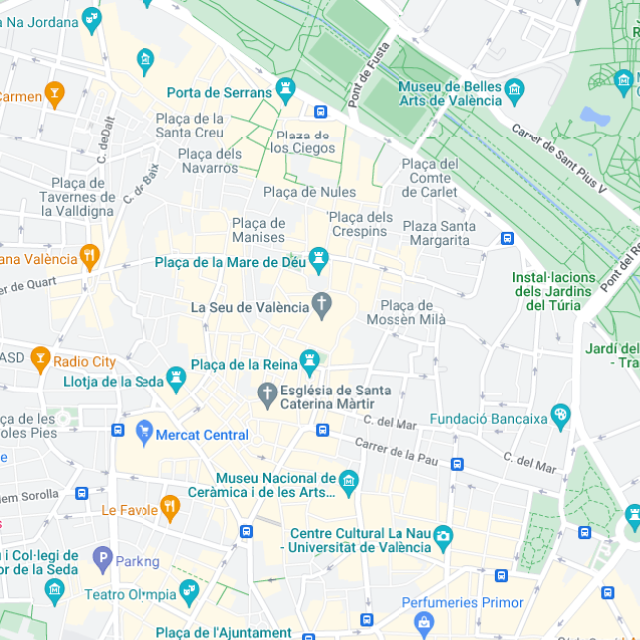 a Na Jordana
Pont de Fusta
Carmen
Porta de Serrans
Museu de Belles
Arts de València
C. deDalt
Plaça de la
Santa Creu
Plaza de
los Ciegos
Carrer de Sant Pius V
Plaça dels
Navarros
Plaça del
Comte
de Carlet
C. de Baix
Plaça de
Tavernes de
la Valldigna
Plaça de Nules
Plaça de
Manises
'Plaça dels
Crespins
Plaza Santa
Margarita
ana València
Plaça de la Mare de Déu
Pont del Re
er de Quart
Instal·lacions
dels Jardins
del Túria
La Seu de València
Plaça de
Mossèn Milà
ASD
Radio City
Plaça de la Reina
Jardí del
- Tra
Llotja de la Seda
Església de Santa
Caterina Màrtir
aça de les
oles Pies
C. del Mar
Fundació Bancaixa
Mercat Central
Carrer de la Pau
C. del Mar
e
Museu Nacional de
Ceràmica i de les Arts...
lem Sorolla
Le Favole
s
Centre Cultural La Nau
- Universitat de València
u i Col·legi de
or de la Seda
P
Parkng
Teatro Olmpia
Perfumeries Primor
Plaça de l'Ajuntament